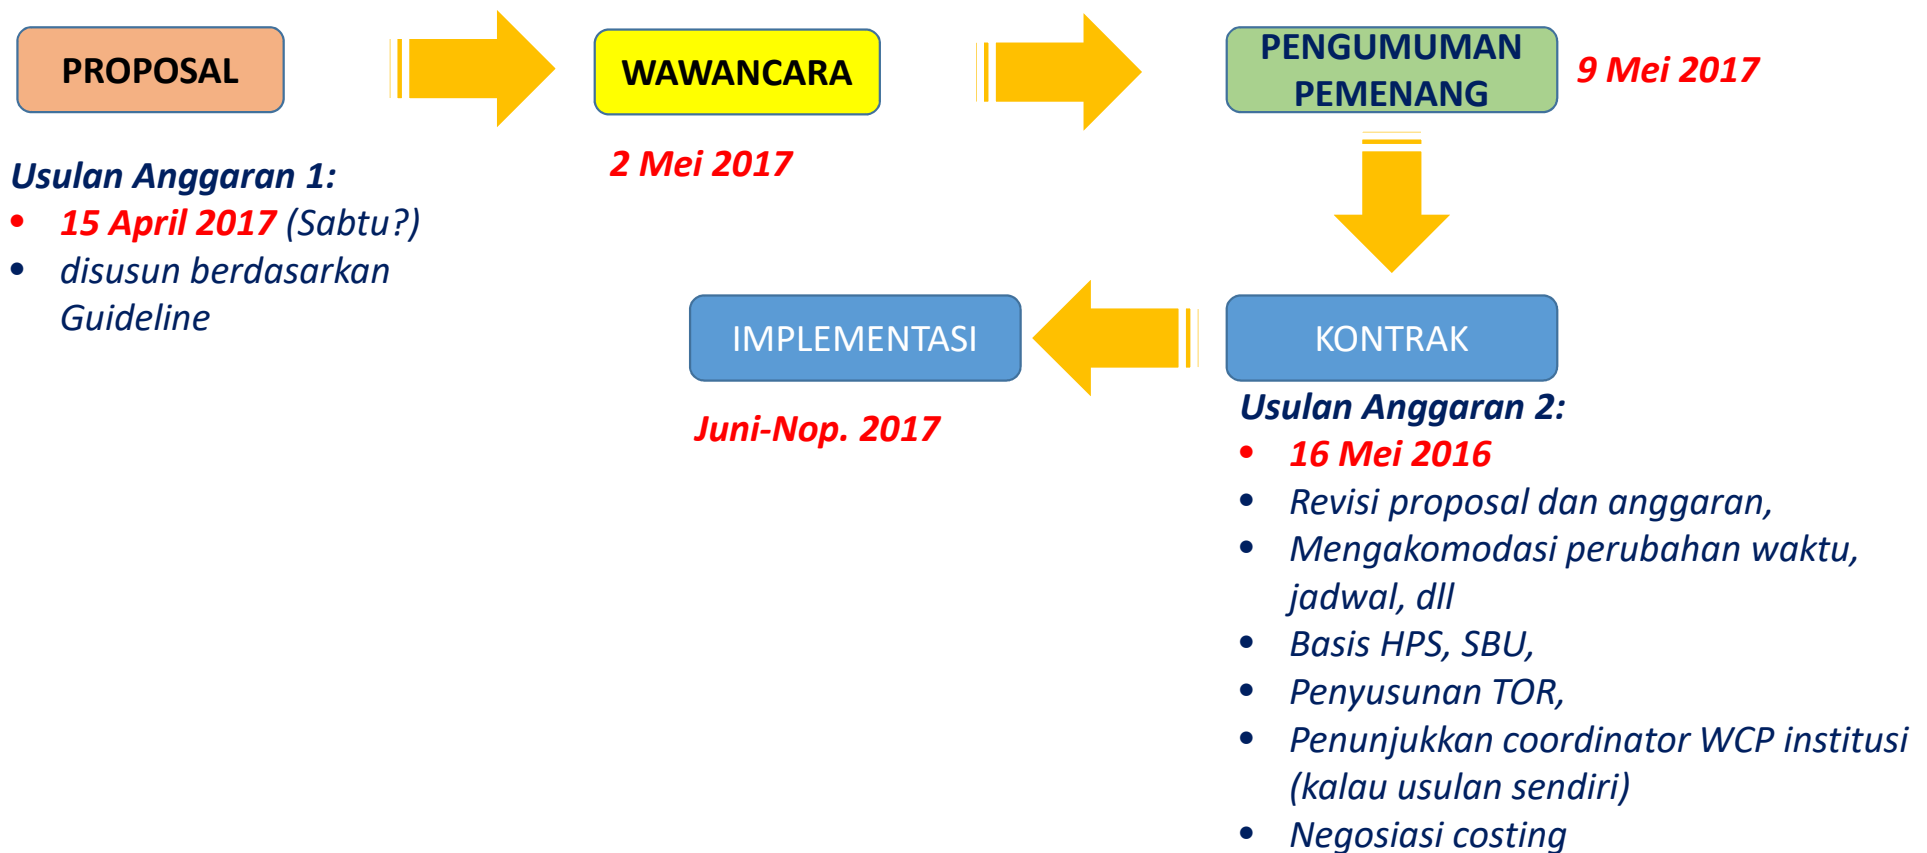 PROPOSAL
WAWANCARA
PENGUMUMAN
PEMENANG
9 Mei 2017
Usulan Anggaran 1:
• 15 April 2017 (Sabtu?)
• disusun berdasarkan
Guideline
2 Mei 2017
IMPLEMENTASI
KONTRAK
Juni-Nop. 2017
Usulan Anggaran 2:
• 16 Mei 2016
• Revisi proposal dan anggaran,
• Mengakomodasi perubahan waktu,
jadwal, dll
• Basis HPS, SBU,
• Penyusunan TOR,
• Penunjukkan coordinator WCP institusi
(kalau usulan sendiri)
• Negosiasi costing